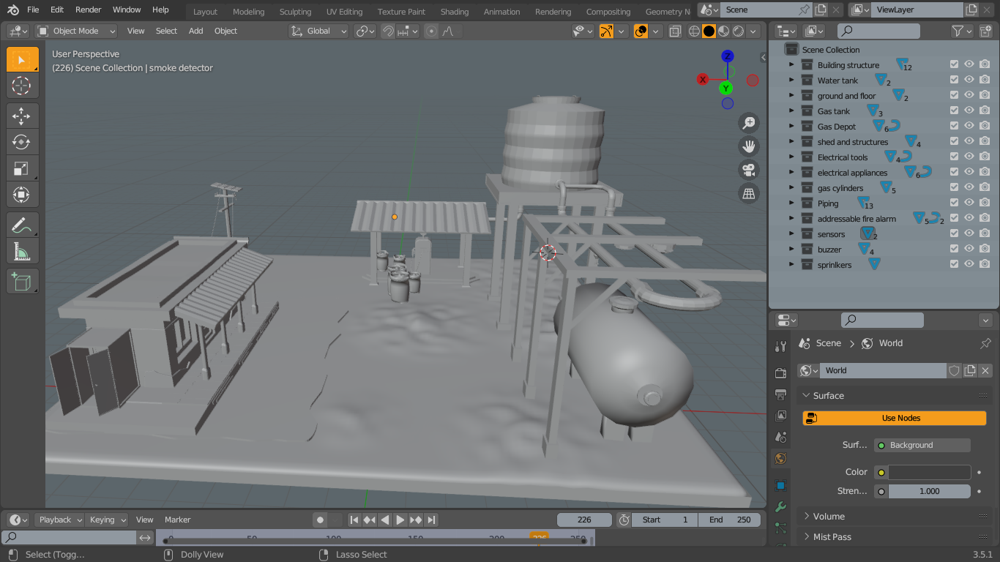 File Edit Render Window Help
Layout Modeling Sculpting UV Editing Texture Paint Shading Animation Rendering Compositing Geometry N
Scene
ViewLayer
Object Mode View Select Add Object
Global
User Perspective
(226) Scene Collection | smoke detector
Z
X
Y
Scene Collection
Building structure 12
Water tank 2
ground and floor 2
Gas tank 3
Gas Depot 6
shed and structures 4
Electrical tools 4
electrical appliances 6
gas cylinders 5
Piping 13
addressable fire alarm 5 2
sensors 2
buzzer 4
sprinkers
Scene > World
World
Surface
Use Nodes
Surf... Background
Color
Stren... 1.000
Volume
Mist Pass
Playback Keying View Marker
226
Start 1
End 250
0 50 100 150 200 226 250
Select (Togg... Dolly View Lasso Select
3.5.1